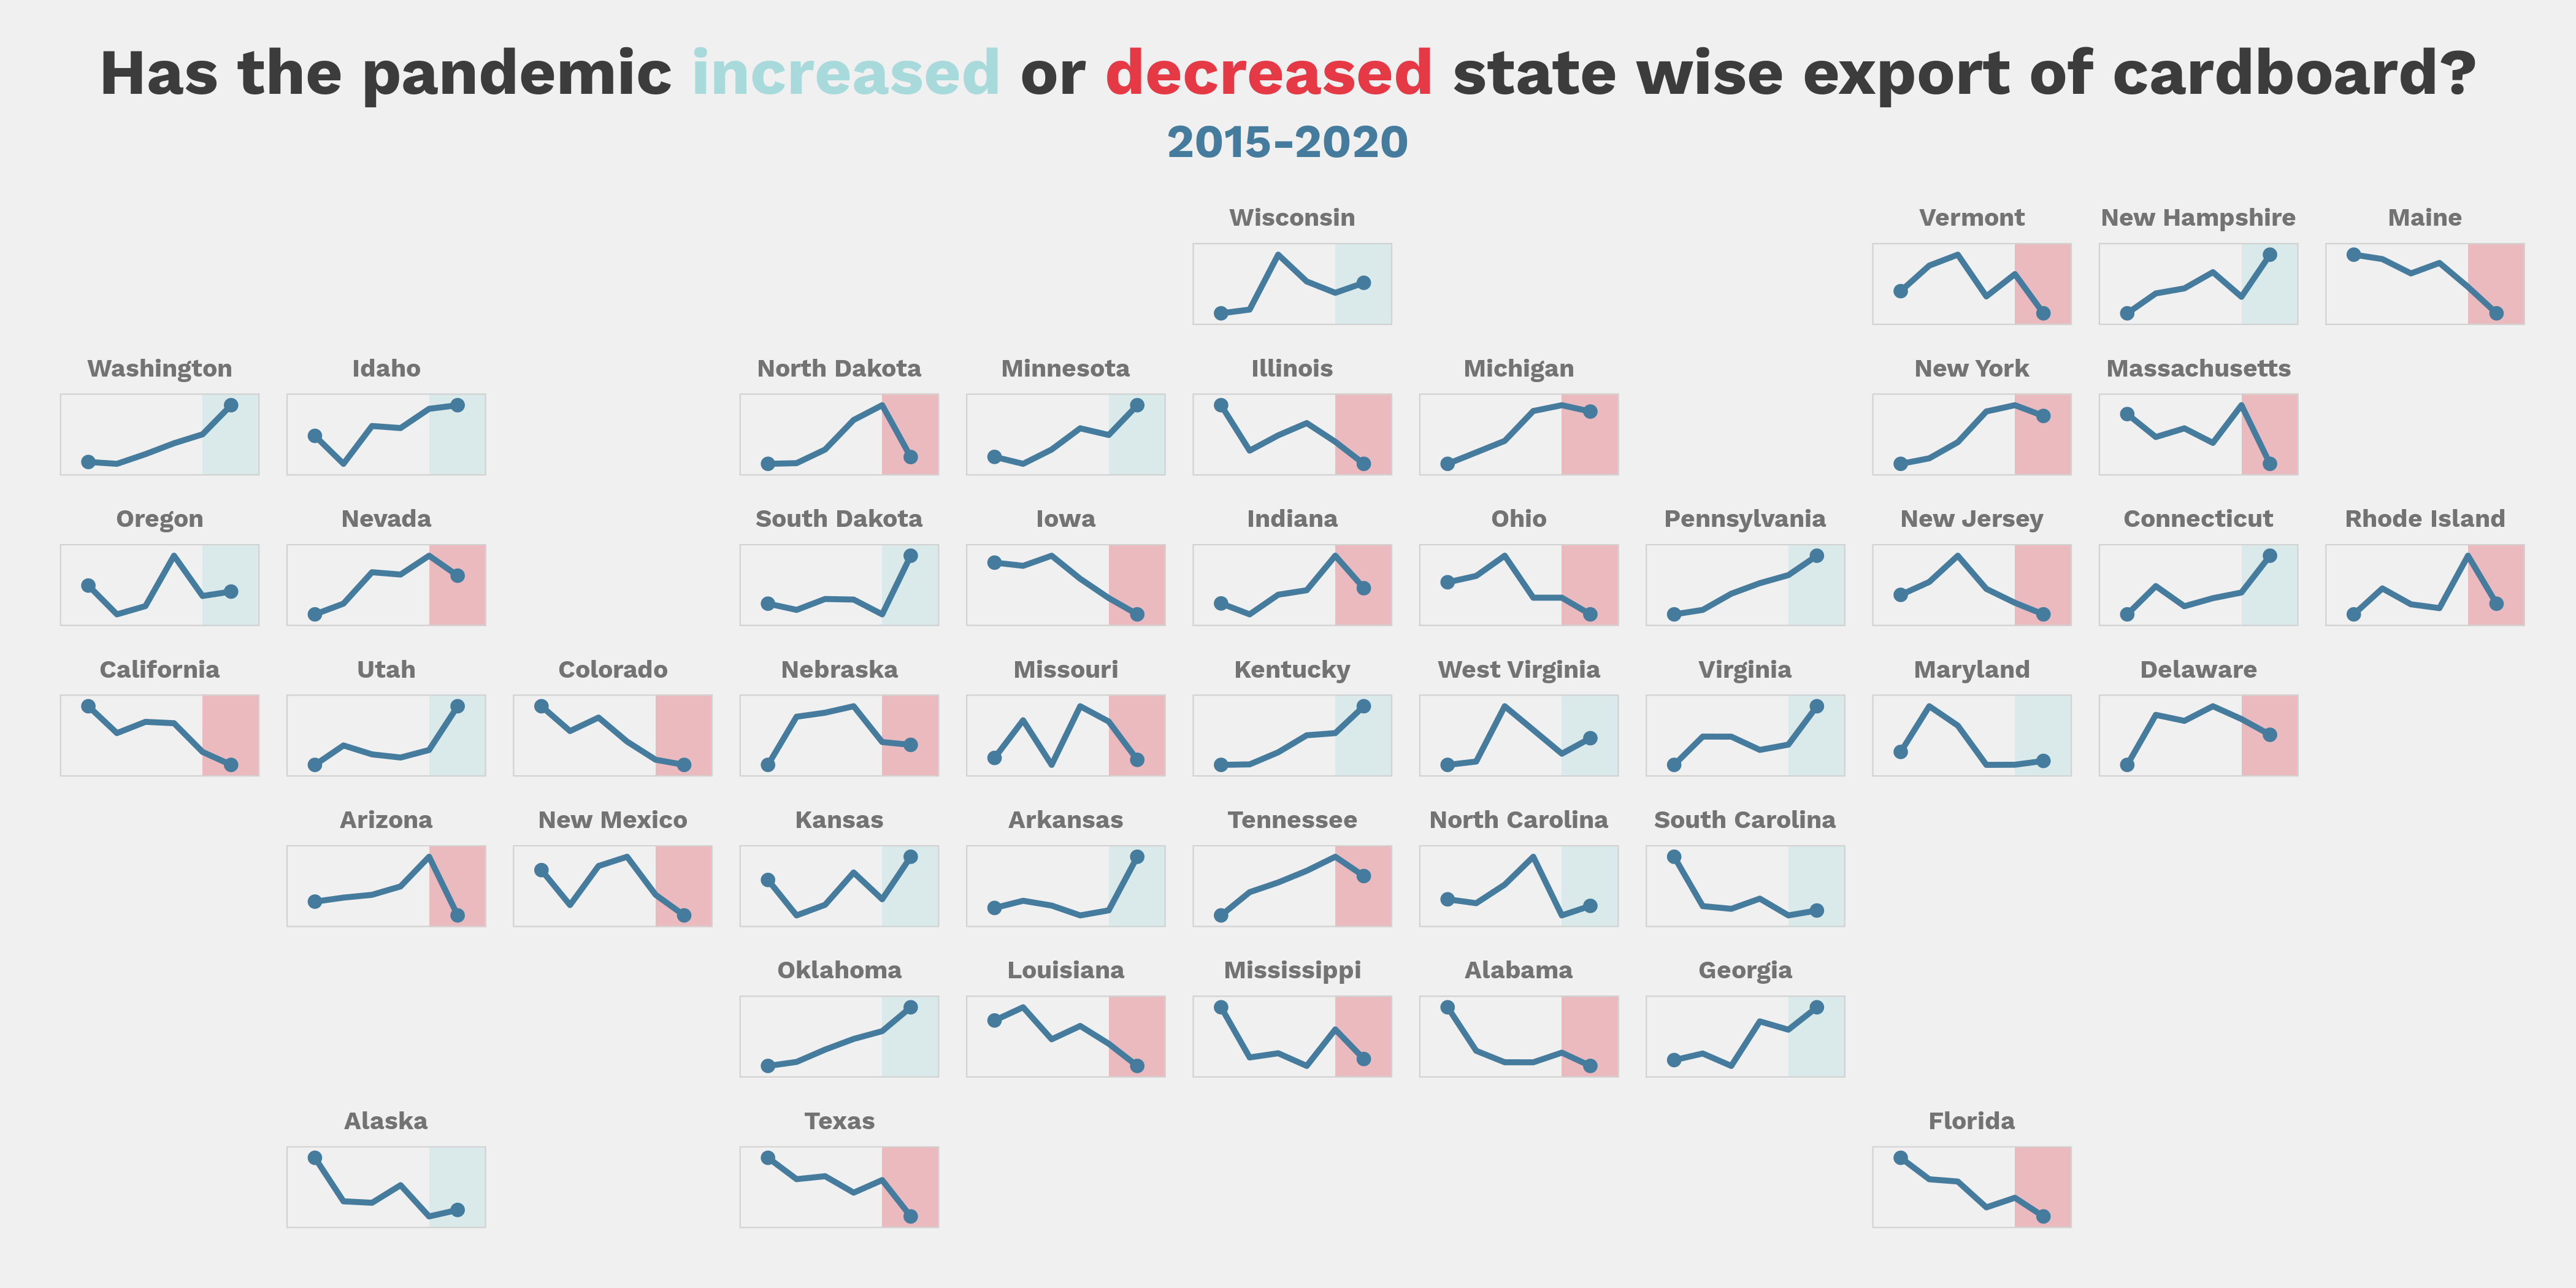 Has the pandemic increased or decreased state wise export of cardboard?
2015-2020
Wisconsin
Vermont
New Hampshire
Maine
Washington
Idaho
North Dakota
Minnesota
Illinois
Michigan
New York
Massachusetts
Oregon
Nevada
South Dakota
Iowa
Indiana
Ohio
Pennsylvania
New Jersey
Connecticut
Rhode Island
California
Utah
Colorado
Nebraska
Missouri
Kentucky
West Virginia
Virginia
Maryland
Delaware
Arizona
New Mexico
Kansas
Arkansas
Tennessee
North Carolina
South Carolina
Oklahoma
Louisiana
Mississippi
Alabama
Georgia
Alaska
Texas
Florida